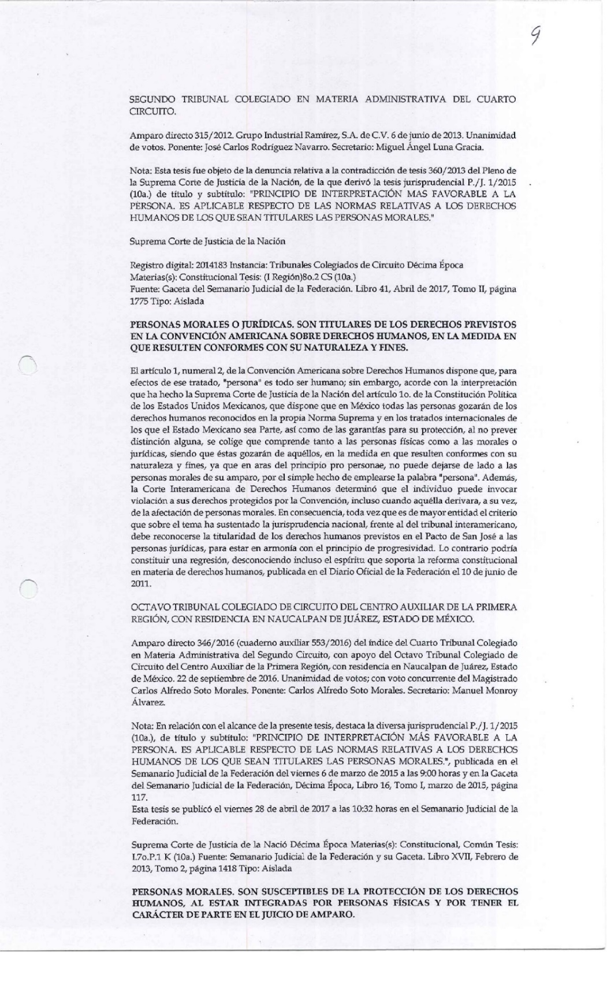 9
SEGUNDO TRIBUNAL COLEGIADO EN MATERIA ADMINISTRATIVA DEL CUARTO
CIRCUITO.
Amparo directo 315/2012. Grupo Industrial Ramírez, S.A. de C.V. 6 de junio de 2013. Unanimidad
de votos. Ponente: José Carlos Rodríguez Navarro. Secretario: Miguel Ángel Luna Gracia.
Nota: Esta tesis fue objeto de la denuncia relativa a la contradicción de tesis 360/2013 del Pleno de
la Suprema Corte de Justicia de la Nación, de la que derivó la tesis jurisprudencial P./J. 1/2015
(10a.) de título y subtítulo: "PRINCIPIO DE INTERPRETACIÓN MAS FAVORABLE A LA
PERSONA. ES APLICABLE RESPECTO DE LAS NORMAS RELATIVAS A LOS DERECHOS
HUMANOS DE LOS QUE SEAN TITULARES LAS PERSONAS MORALES."
Suprema Corte de Justicia de la Nación
Registro digital: 2014183 Instancia: Tribunales Colegiados de Circuito Décima Época
Materias(s): Constitucional Tesis: (I Región)8o.2 CS (10a.)
Fuente: Gaceta del Semanario Judicial de la Federación. Libro 41, Abril de 2017, Tomo II, página
1775 Tipo: Aislada
PERSONAS MORALES O JURÍDICAS. SON TITULARES DE LOS DERECHOS PREVISTOS
EN LA CONVENCIÓN AMERICANA SOBRE DERECHOS HUMANOS, EN LA MEDIDA EN
QUE RESULTEN CONFORMES CON SU NATURALEZA Y FINES.
El artículo 1, numeral 2, de la Convención Americana sobre Derechos Humanos dispone que, para
efectos de ese tratado, "persona" es todo ser humano; sin embargo, acorde con la interpretación
que ha hecho la Suprema Corte de Justicia de la Nación del artículo 1o. de la Constitución Política
de los Estados Unidos Mexicanos, que dispone que en México todas las personas gozarán de los
derechos humanos reconocidos en la propia Norma Suprema y en los tratados internacionales de
los que el Estado Mexicano sea Parte, así como de las garantías para su protección, al no prever
distinción alguna, se colige que comprende tanto a las personas físicas como a las morales o
jurídicas, siendo que éstas gozarán de aquéllos, en la medida en que resulten conformes con su
naturaleza y fines, ya que en aras del principio pro personae, no puede dejarse de lado a las
personas morales de su amparo, por el simple hecho de emplearse la palabra "persona". Además,
la Corte Interamericana de Derechos Humanos determinó que el individuo puede invocar
violación a sus derechos protegidos por la Convención, incluso cuando aquélla derivara, a su vez,
de la afectación de personas morales. En consecuencia, toda vez que es de mayor entidad el criterio
que sobre el tema ha sustentado la jurisprudencia nacional, frente al del tribunal interamericano,
debe reconocerse la titularidad de los derechos humanos previstos en el Pacto de San José a las
personas jurídicas, para estar en armonía con el principio de progresividad. Lo contrario podría
constituir una regresión, desconociendo incluso el espíritu que soporta la reforma constitucional
en materia de derechos humanos, publicada en el Diario Oficial de la Federación el 10 de junio de
2011.
OCTAVO TRIBUNAL COLEGIADO DE CIRCUITO DEL CENTRO AUXILIAR DE LA PRIMERA
REGIÓN, CON RESIDENCIA EN NAUCALPAN DE JUÁREZ, ESTADO DE MÉXICO.
Amparo directo 346/2016 (cuaderno auxiliar 553/2016) del índice del Cuarto Tribunal Colegiado
en Materia Administrativa del Segundo Circuito, con apoyo del Octavo Tribunal Colegiado de
Circuito del Centro Auxiliar de la Primera Región, con residencia en Naucalpan de Juárez, Estado
de México. 22 de septiembre de 2016. Unanimidad de votos; con voto concurrente del Magistrado
Carlos Alfredo Soto Morales. Ponente: Carlos Alfredo Soto Morales. Secretario: Manuel Monroy
Álvarez.
Nota: En relación con el alcance de la presente tesis, destaca la diversa jurisprudencial P./J. 1/2015
(10a.), de título y subtítulo: "PRINCIPIO DE INTERPRETACIÓN MÁS FAVORABLE A LA
PERSONA. ES APLICABLE RESPECTO DE LAS NORMAS RELATIVAS A LOS DERECHOS
HUMANOS DE LOS QUE SEAN TITULARES LAS PERSONAS MORALES.", publicada en el
Semanario Judicial de la Federación del viernes 6 de marzo de 2015 a las 9:00 horas y en la Gaceta
del Semanario Judicial de la Federación, Décima Época, Libro 16, Tomo I, marzo de 2015, página
117.
Esta tesis se publicó el viernes 28 de abril de 2017 a las 10:32 horas en el Semanario Judicial de la
Federación.
Suprema Corte de Justicia de la Nació Décima Época Materias(s): Constitucional, Común Tesis:
I.7o.P.1 K (10a.) Fuente: Semanario Judicial de la Federación y su Gaceta. Libro XVII, Febrero de
2013, Tomo 2, página 1418 Tipo: Aislada
PERSONAS MORALES. SON SUSCEPTIBLES DE LA PROTECCIÓN DE LOS DERECHOS
HUMANOS, AL ESTAR INTEGRADAS POR PERSONAS FÍSICAS Y POR TENER EL
CARÁCTER DE PARTE EN EL JUICIO DE AMPARO.